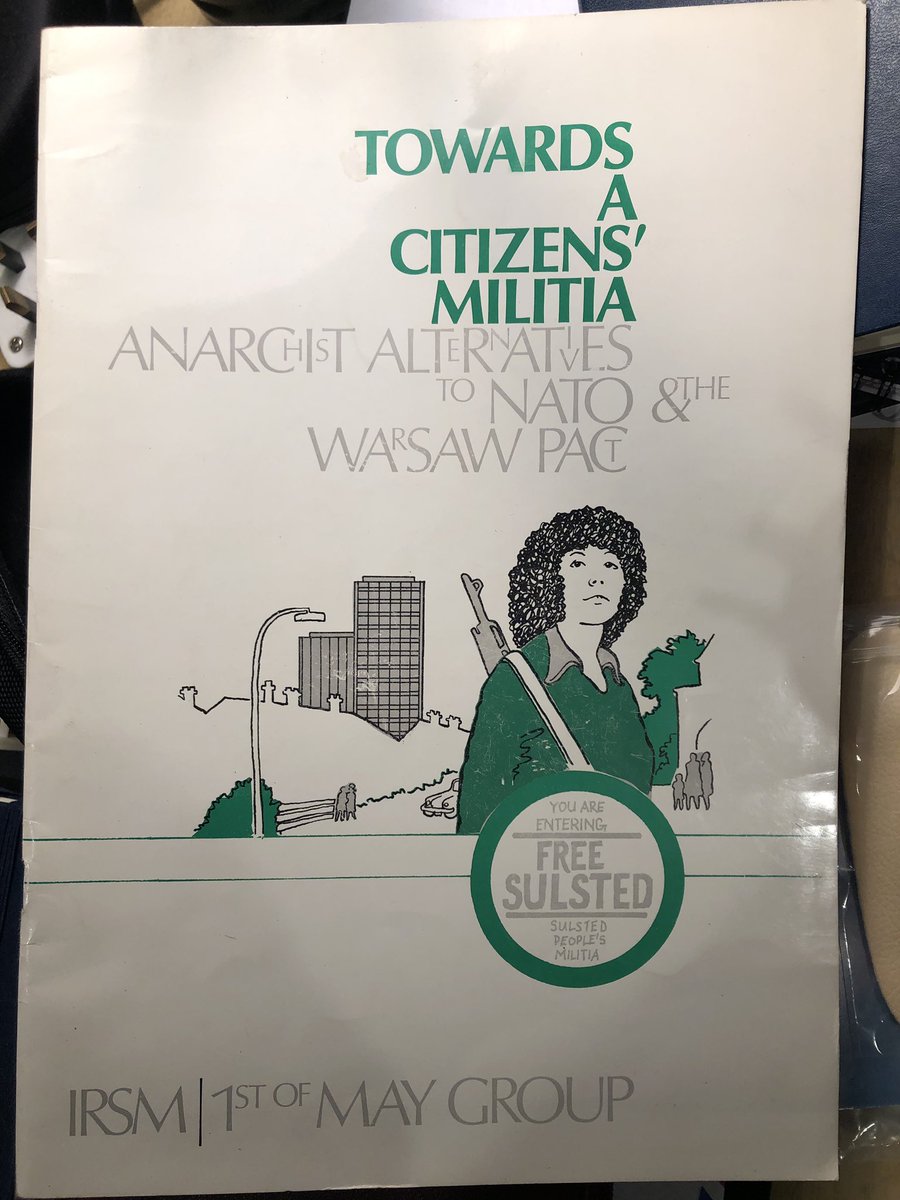 TOWARDS
A
CITIZENS'
MILITIA
ANARCHIST ALTERNATIVES
TO NATO & THE
WARSAW PACT
YOU ARE
ENTERING
FREE
SULSTED
SULSTED
PEOPLE'S
MILITIA
IRSM | 1ST OF MAY GROUP